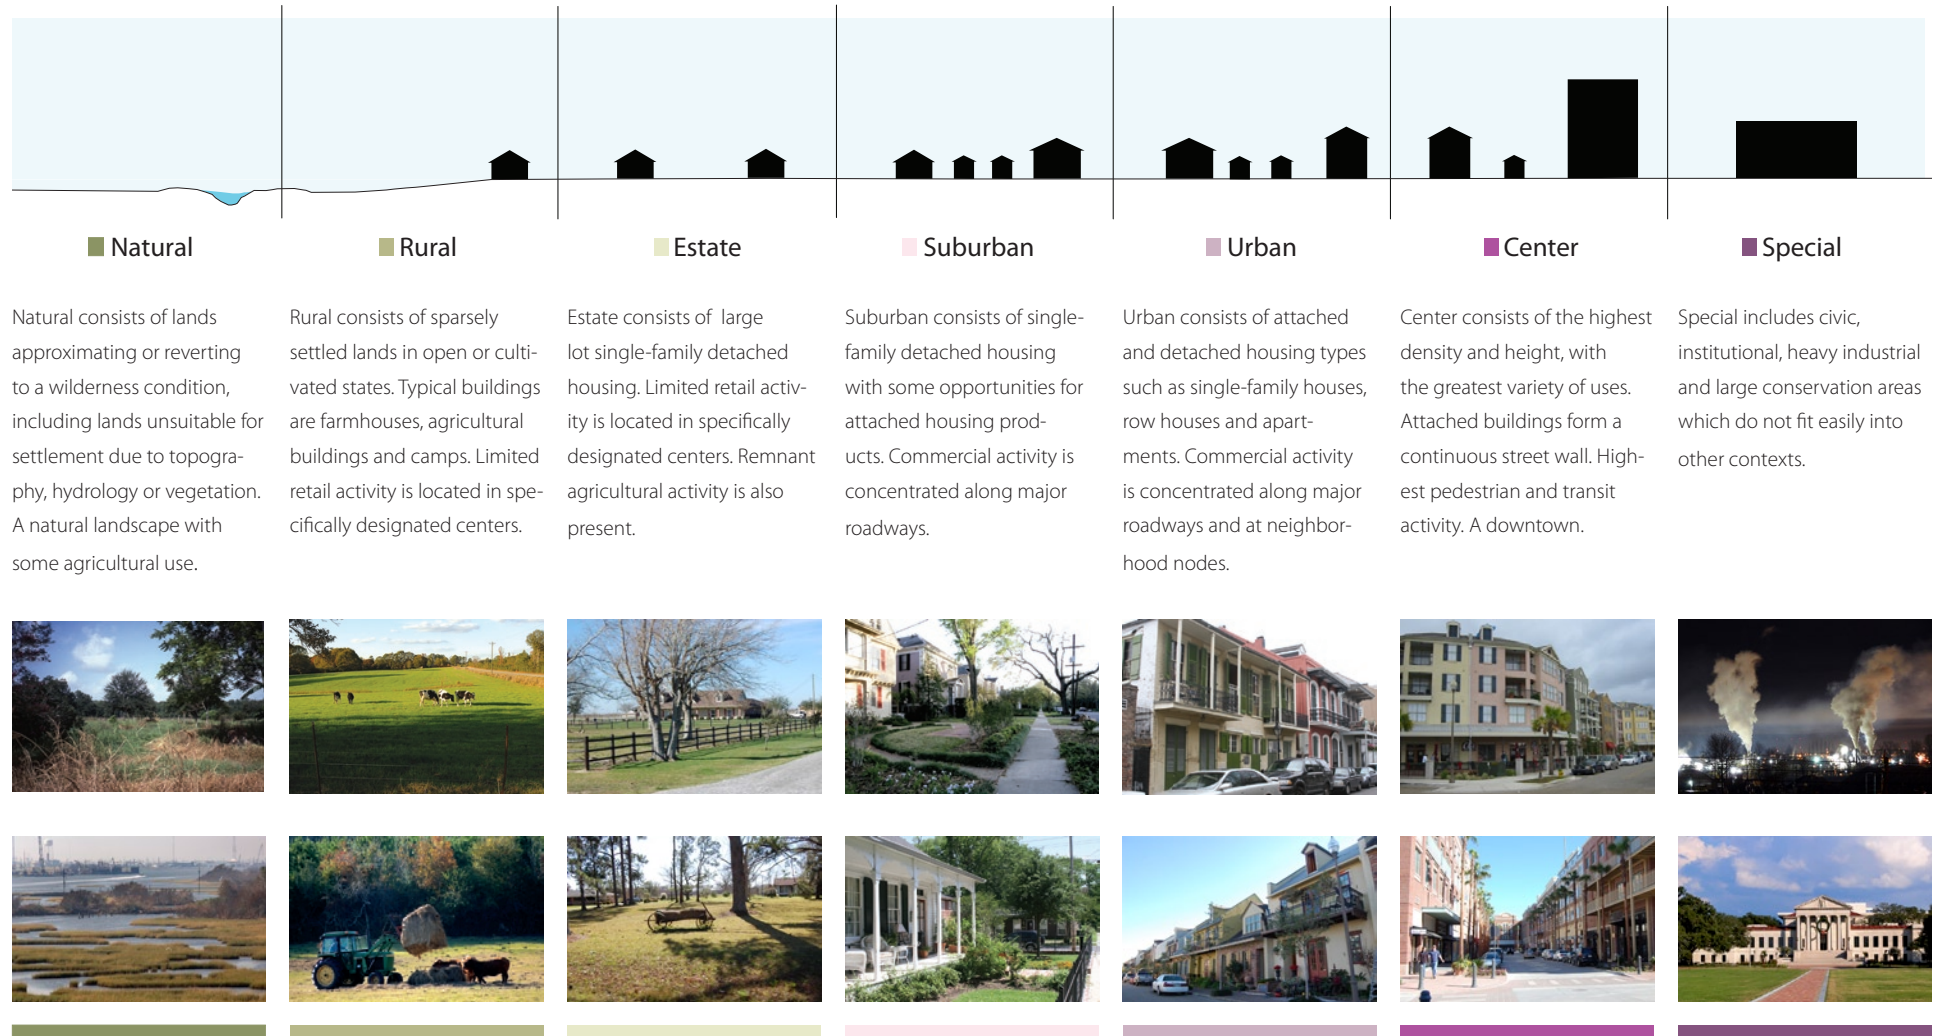 Natural
Rural
Estate
Suburban
Urban
Center
Special
Natural consists of lands
approximating or reverting
to a wilderness condition,
including lands unsuitable for
settlement due to topogra-
phy, hydrology or vegetation.
A natural landscape with
some agricultural use.
Rural consists of sparsely
settled lands in open or culti-
vated states. Typical buildings
are farmhouses, agricultural
buildings and camps. Limited
retail activity is located in spe-
cifically designated centers.
Estate consists of large
lot single-family detached
housing. Limited retail activ-
ity is located in specifically
designated centers. Remnant
agricultural activity is also
present.
Suburban consists of single-
family detached housing
with some opportunities for
attached housing prod-
ucts. Commercial activity is
concentrated along major
roadways.
Urban consists of attached
and detached housing types
such as single-family houses,
row houses and apart-
ments. Commercial activity
is concentrated along major
roadways and at neighbor-
hood nodes.
Center consists of the highest
density and height, with
the greatest variety of uses.
Attached buildings form a
continuous street wall. High-
est pedestrian and transit
activity. A downtown.
Special includes civic,
institutional, heavy industrial
and large conservation areas
which do not fit easily into
other contexts.